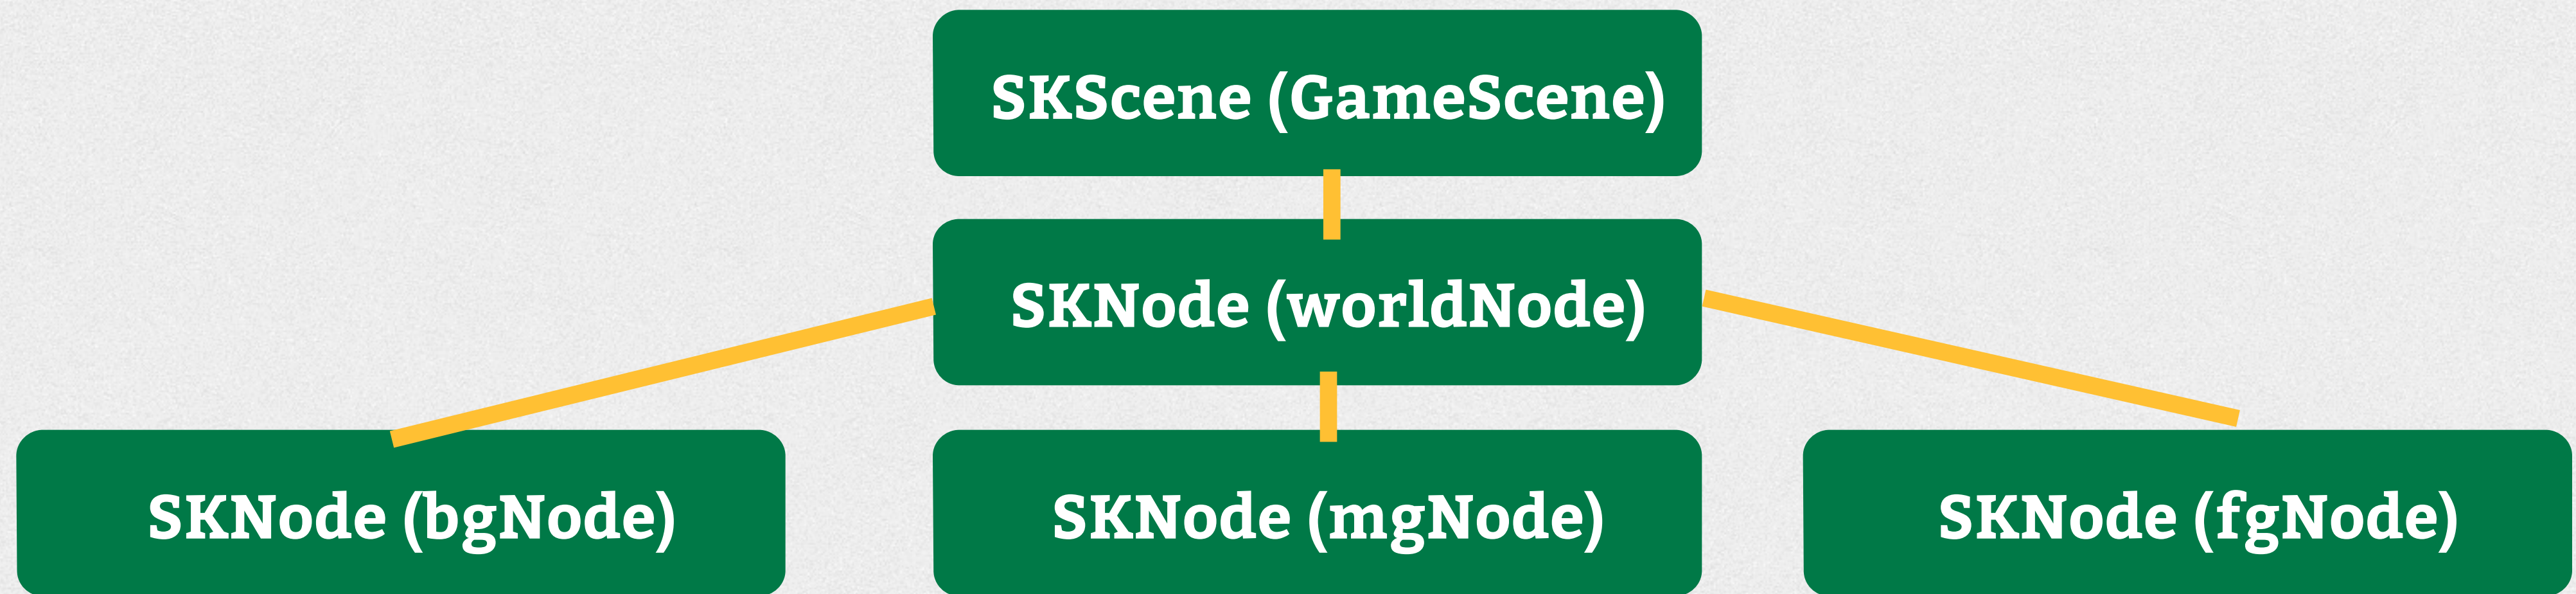 SKScene (GameScene)
SKNode (worldNode)
SKNode (bgNode)
SKNode (mgNode)
SKNode (fgNode)